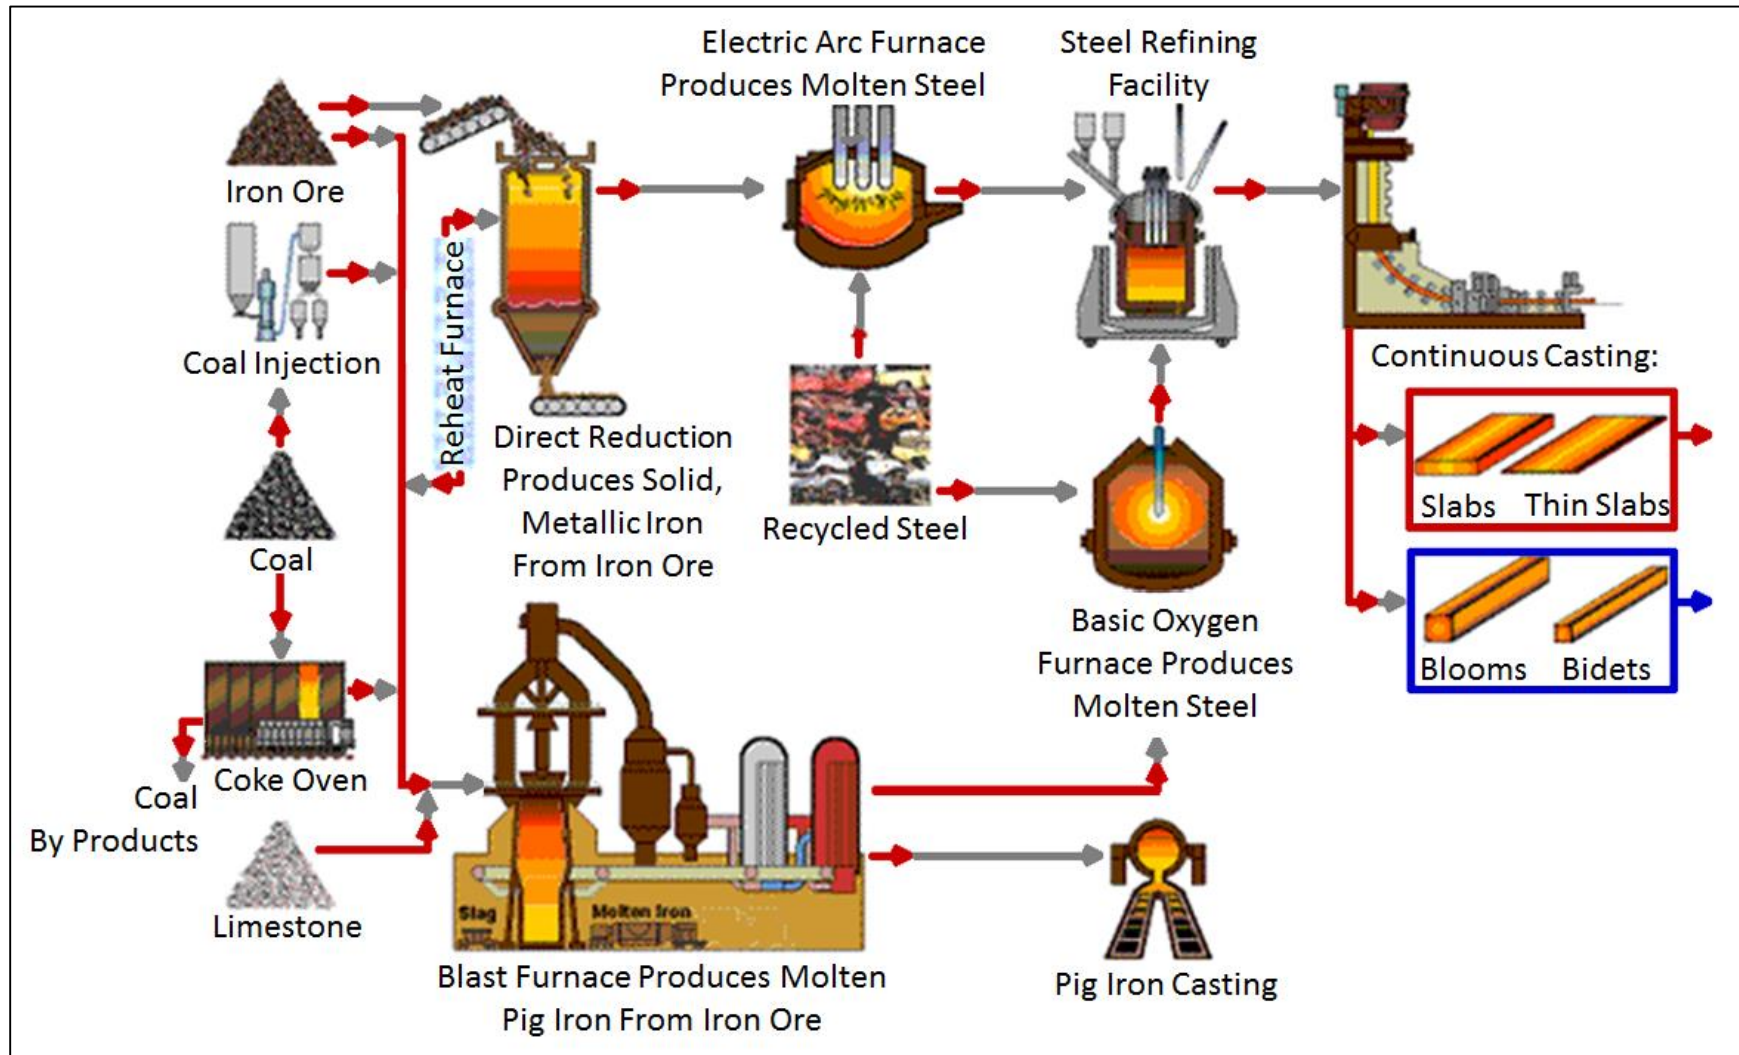 Electric Arc Furnace
Produces Molten Steel
Steel Refining
Facility
Iron Ore
Coal Injection
Reheat Furnace
Direct Reduction
Produces Solid,
Metallic Iron
From Iron Ore
Recycled Steel
Continuous Casting:
Slabs
Thin Slabs
Blooms
Bidets
Coal
Basic Oxygen
Furnace Produces
Molten Steel
Coke Oven
Coal
By Products
Limestone
Slag
Molten Iron
Blast Furnace Produces Molten
Pig Iron From Iron Ore
Pig Iron Casting